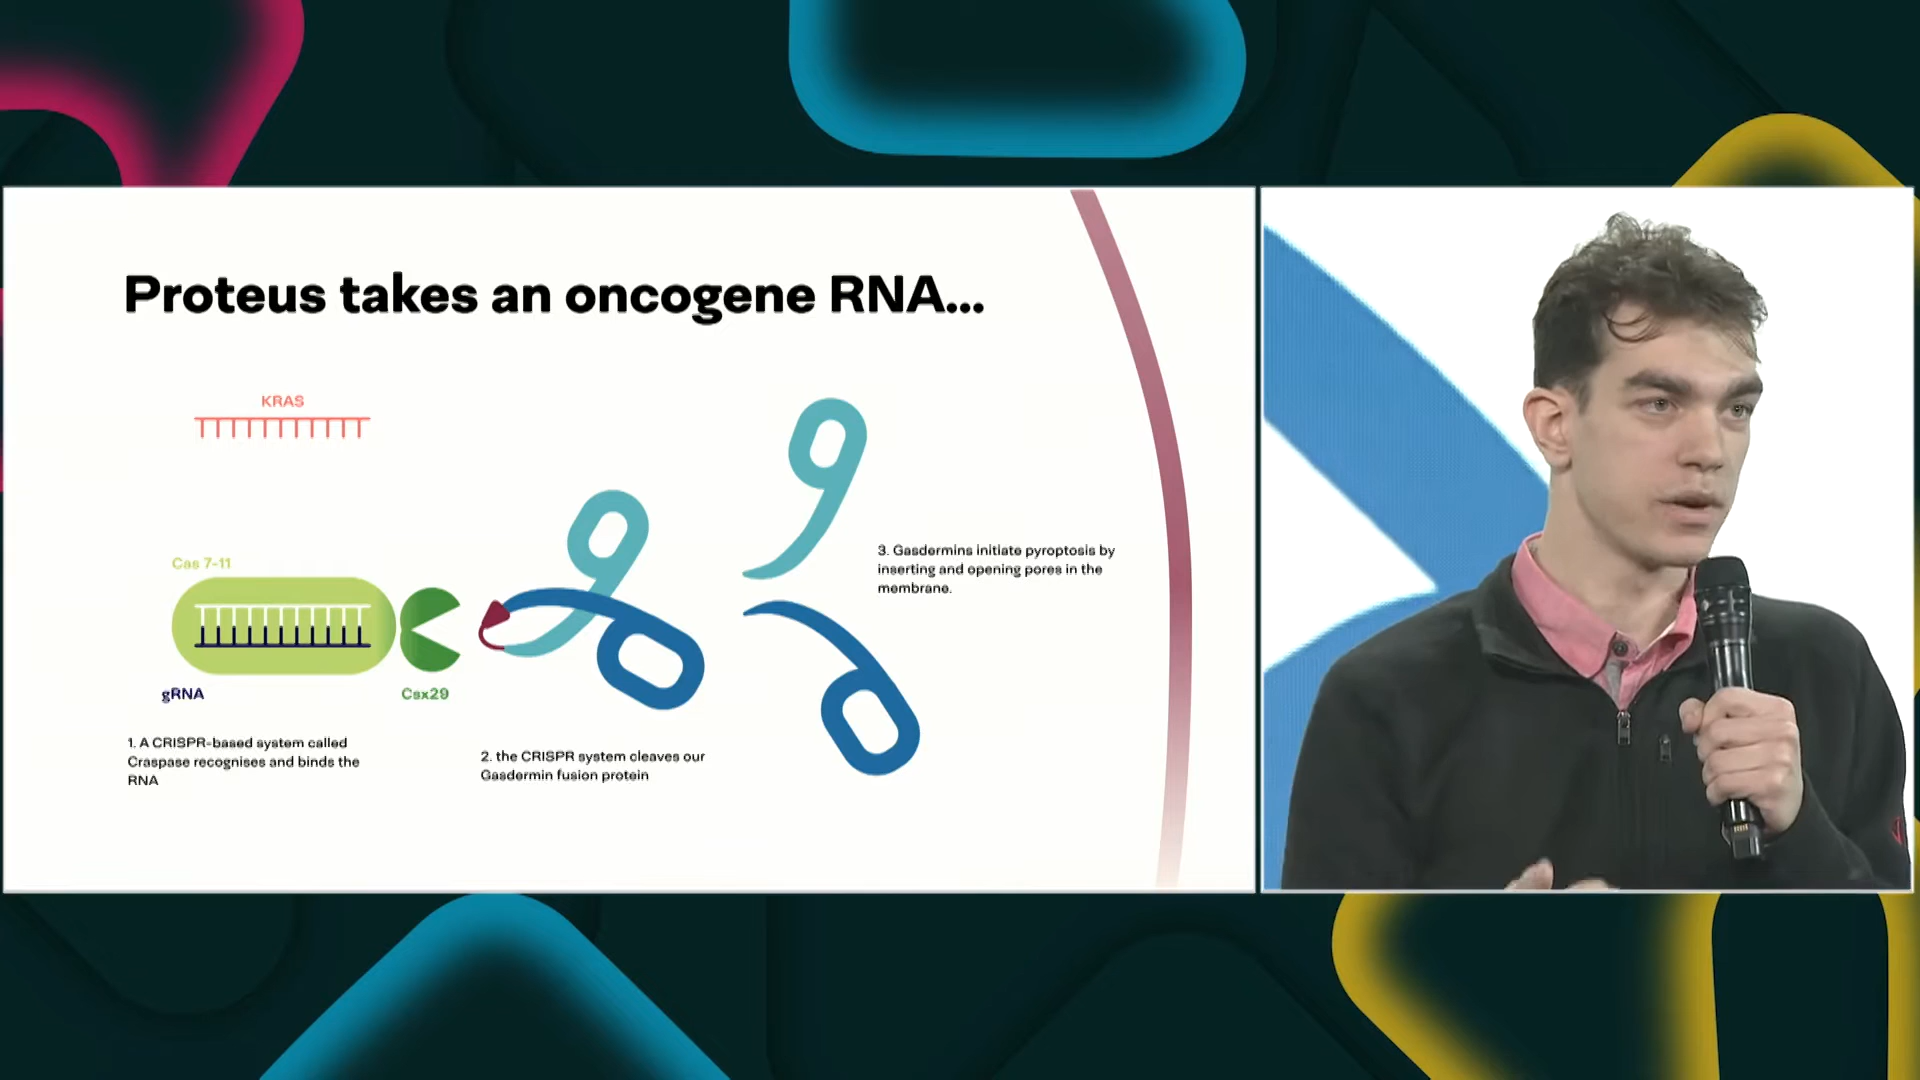 Proteus takes an oncogene RNA...
KRAS
Cas 7-11
gRNA
Csx29
1. A CRISPR-based system called
Craspase recognises and binds the
RNA
2. the CRISPR system cleaves our
Gasdermin fusion protein
3. Gasdermins initiate pyroptosis by
inserting and opening pores in the
membrane.